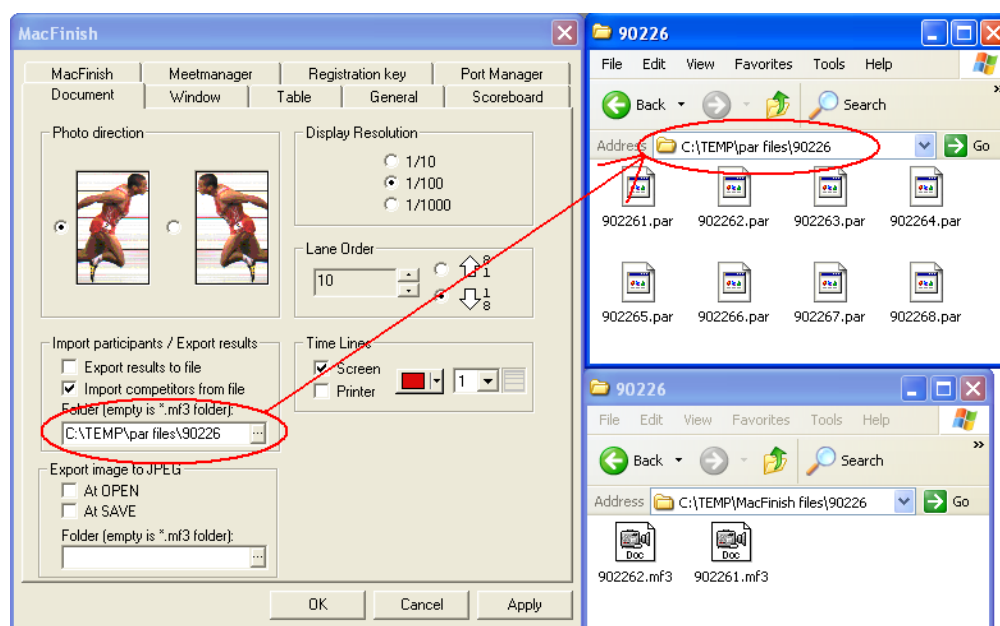 MacFinish
MacFinish Meetmanager Registration key Port Manager
Document Window Table General Scoreboard
Photo direction
Display Resolution
1/10
1/100
1/1000
Lane Order
10
8
1
1
8
Import participants / Export results
Export results to file
Import competitors from file
Folder (empty is *.mf3 folder):
C:\TEMP\par files\90226 ...
Time Lines
Screen
Printer
1
Export image to JPEG
At OPEN
At SAVE
Folder (empty is *.mf3 folder):
...
OK Cancel Apply
90226
File Edit View Favorites Tools Help
»
Back Search
Address C:\TEMP\par files\90226 Go
902261.par 902262.par 902263.par 902264.par
902265.par 902266.par 902267.par 902268.par
90226
File Edit View Favorites Tools Help
»
Back Search
Address C:\TEMP\MacFinish files\90226 Go
Doc Doc
902262.mf3 902261.mf3